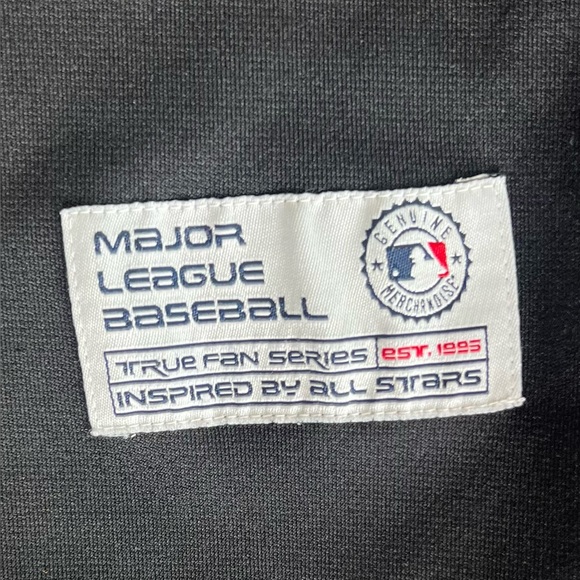 MAJOR
LEAGUE
BASEBALL
GENUINE
MERCHANDISE
TRUE FAN SERIES EST. 1995
INSPIRED BY ALL STARS